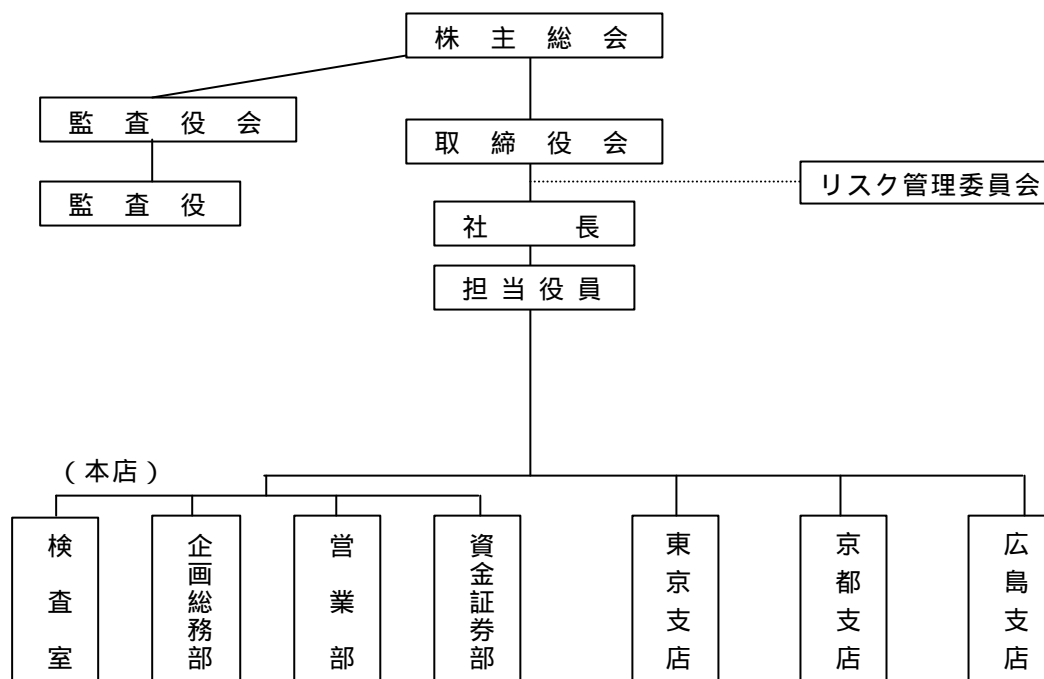 株主総会
監査役会
取締役会
監査役
リスク管理委員会
社長
担当役員
(本店)
検査室
企画総務部
営業部
資金証券部
東京支店
京都支店
広島支店